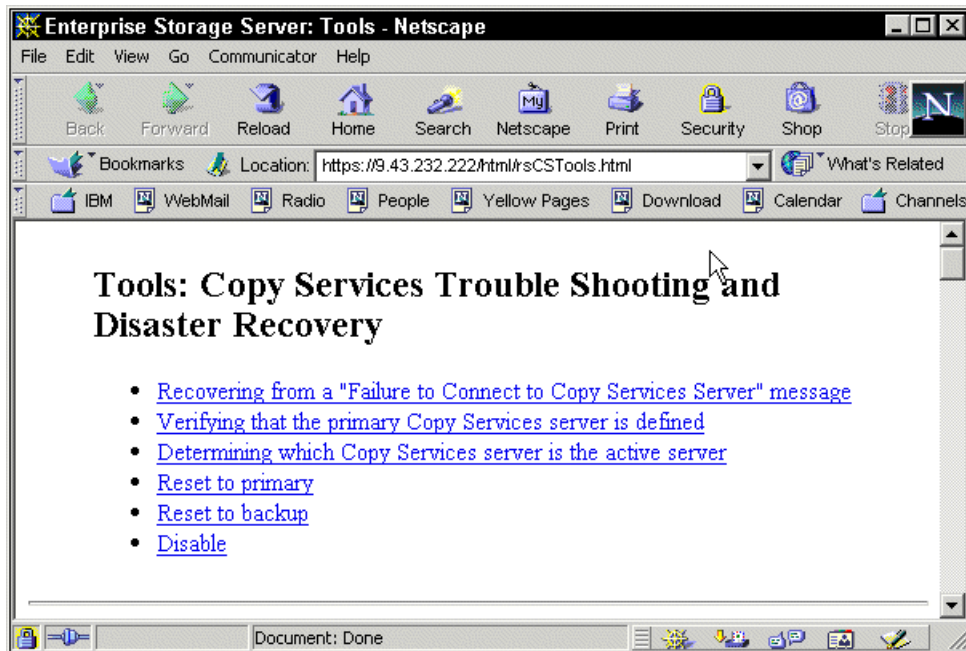 Enterprise Storage Server: Tools - Netscape
File Edit View Go Communicator Help
Back Forward Reload Home Search Netscape Print Security Shop Stop N
My
Bookmarks Location: https://9.43.232.222/html/rsCSTools.html What's Related
IBM WebMail Radio People Yellow Pages Download Calendar Channels
Tools: Copy Services Trouble Shooting and
Disaster Recovery
• Recovering from a "Failure to Connect to Copy Services Server" message
• Verifying that the primary Copy Services server is defined
• Determining which Copy Services server is the active server
• Reset to primary
• Reset to backup
• Disable
Document: Done